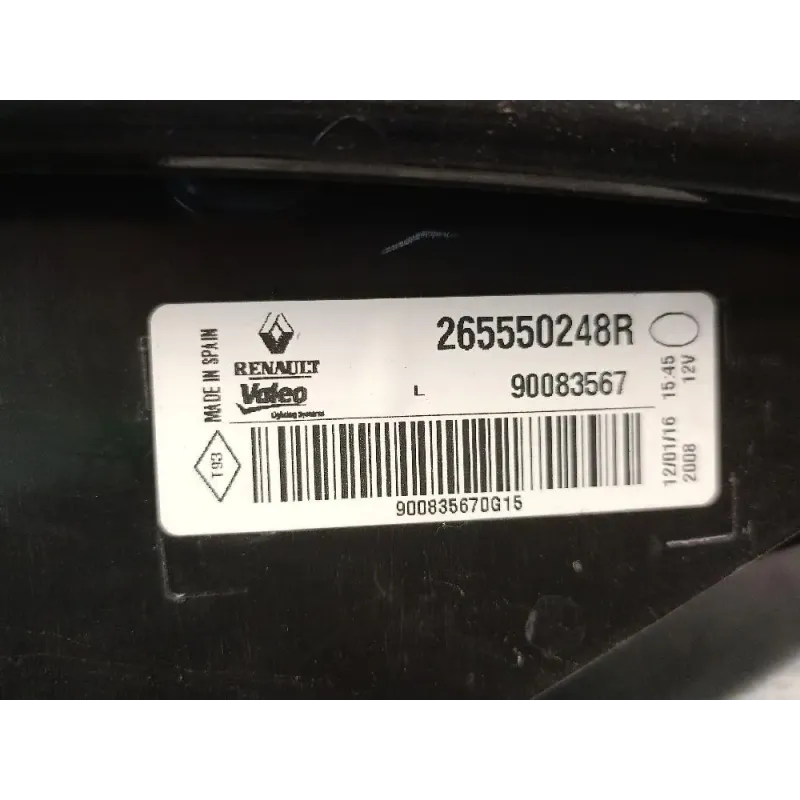 MADE IN SPAIN
RENAULT
Valeo
Lighting Systems
L
265550248R
90083567
T93
900835670G15
12/01/16 15:45
2008 12V